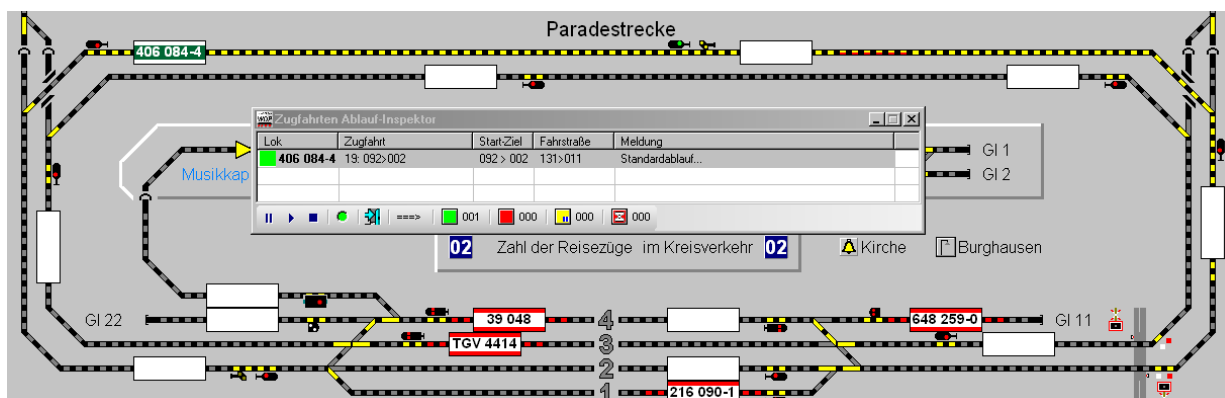 Paradestrecke
406 084-4
Zugfahrten Ablauf-Inspektor
Lok Zugfahrt Start-Ziel Fahrstraße Meldung
406 084-4 19: 092>002 092 > 002 131>011 Standardablauf...
Musikkap
Gl 1
Gl 2
===> 001 000 000 000
02 Zahl der Reisezüge im Kreisverkehr 02
Kirche
Burghausen
Gl 22
39 048
4
648 259-0
Gl 11
TGV 4414
3
2
1
216 090-1